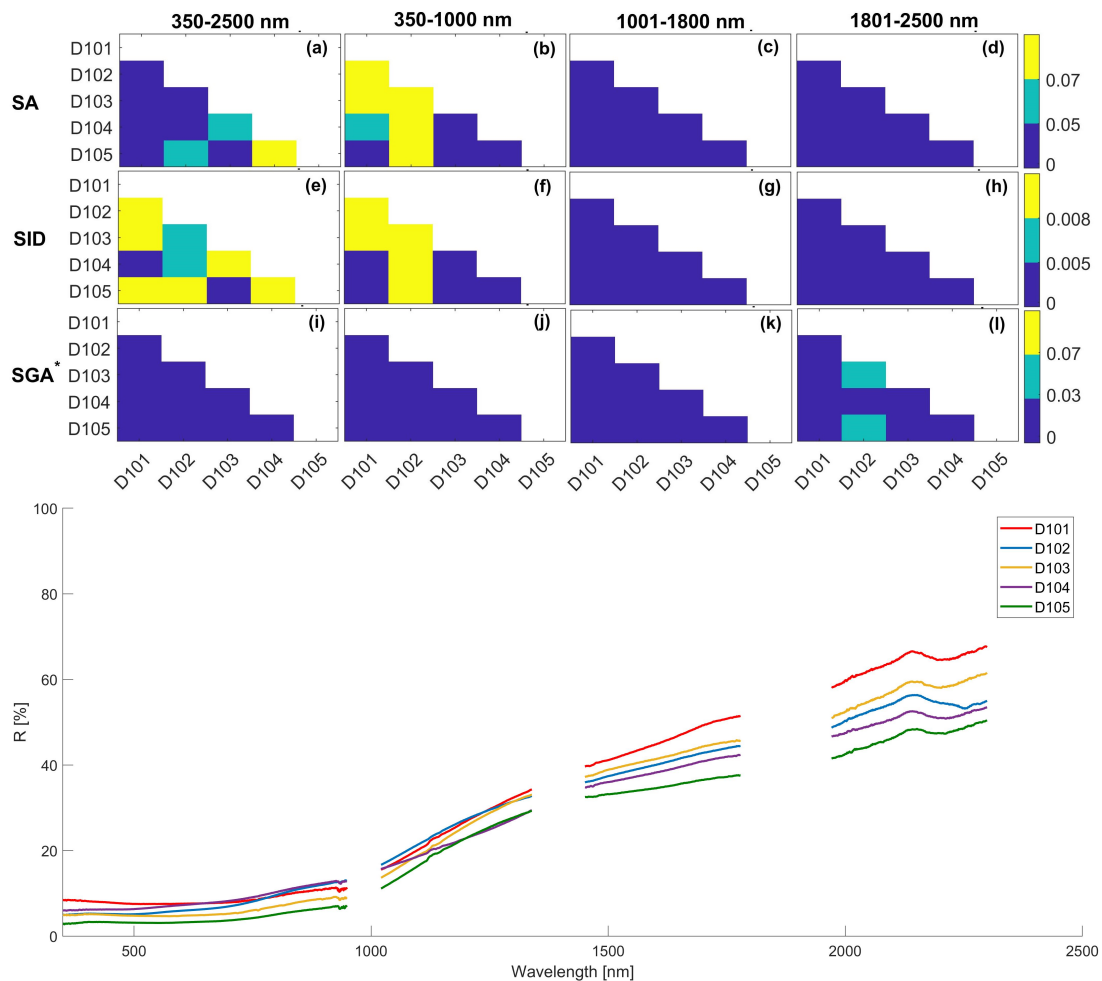 350-2500 nm 350-1000 nm 1001-1800 nm 1801-2500 nm
SA
D101 (a) (b) (c) (d)
D102
D103
D104
D105
0.07
0.05
0
SID
D101 (e) (f) (g) (h)
D102
D103
D104
D105
0.008
0.005
0
SGA*
D101 (i) (j) (k) (l)
D102
D103
D104
D105
0.07
0.03
0
D101 D102 D103 D104 D105 D101 D102 D103 D104 D105 D101 D102 D103 D104 D105 D101 D102 D103 D104 D105
100
80
60
40
20
0
R [%]
D101
D102
D103
D104
D105
500 1000 1500 2000 2500
Wavelength [nm]